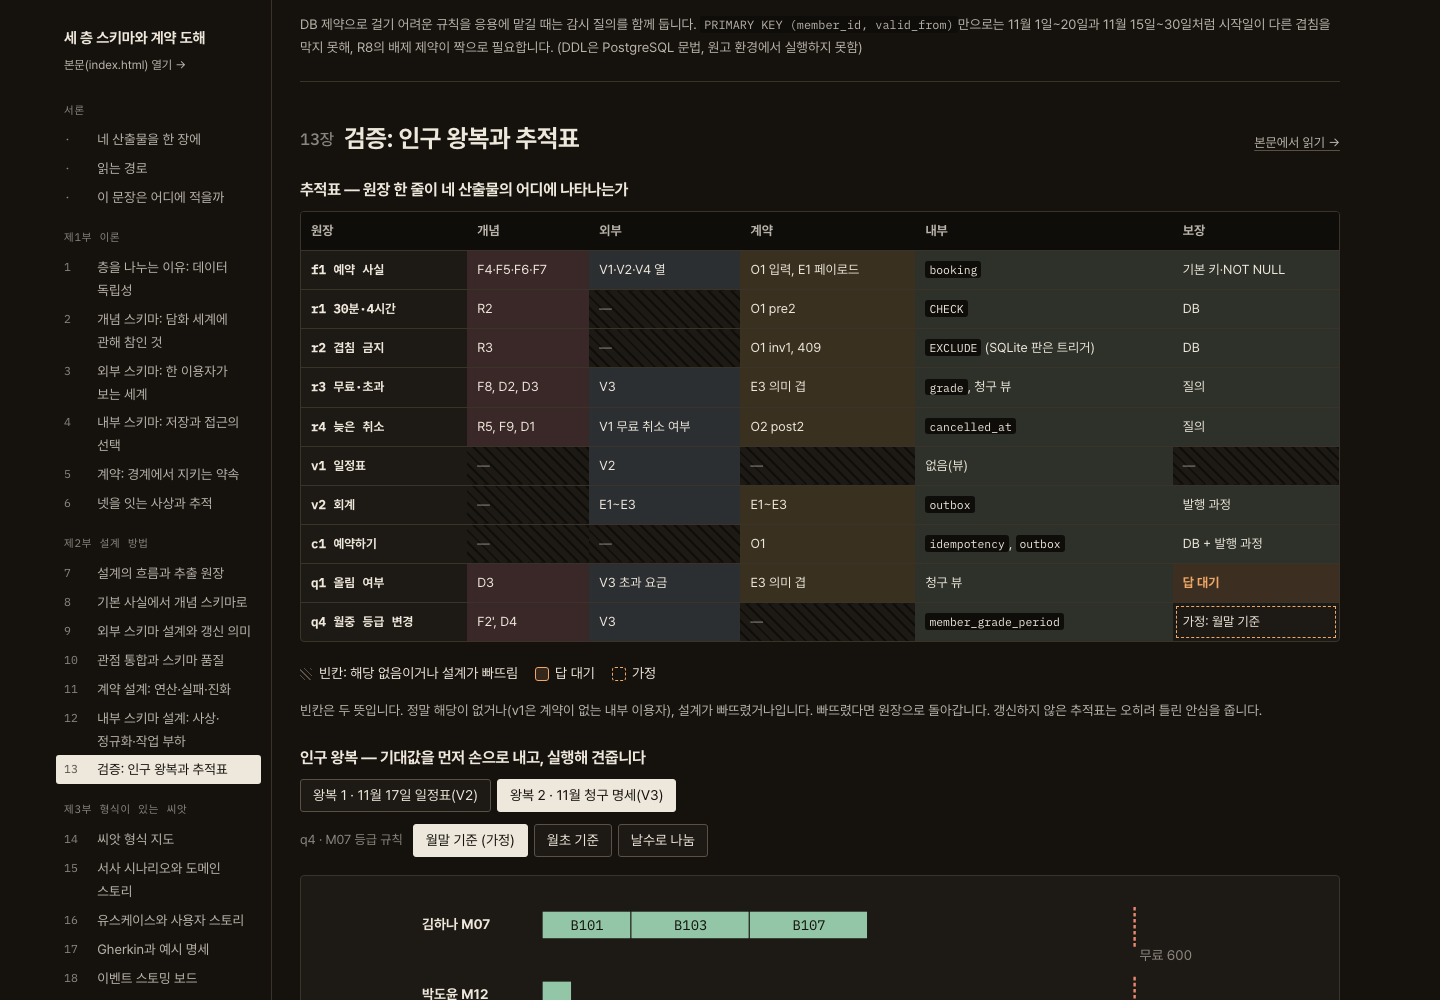 세 층 스키마와 계약 도해
본문(index.html) 열기 →
서론
· 네 산출물을 한 장에
· 읽는 경로
· 이 문장은 어디에 적을까
제1부 이론
1 층을 나누는 이유: 데이터
독립성
2 개념 스키마: 담화 세계에
관해 참인 것
3 외부 스키마: 한 이용자가
보는 세계
4 내부 스키마: 저장과 접근의
선택
5 계약: 경계에서 지키는 약속
6 넷을 잇는 사상과 추적
제2부 설계 방법
7 설계의 흐름과 추출 원장
8 기본 사실에서 개념 스키마로
9 외부 스키마 설계와 갱신 의미
10 관점 통합과 스키마 품질
11 계약 설계: 연산·실패·진화
12 내부 스키마 설계: 사상·
정규화·작업 부하
13 검증: 인구 왕복과 추적표
제3부 형식이 있는 씨앗
14 씨앗 형식 지도
15 서사 시나리오와 도메인
스토리
16 유스케이스와 사용자 스토리
17 Gherkin과 예시 명세
18 이벤트 스토밍 보드
DB 제약으로 걸기 어려운 규칙을 응용에 맡길 때는 감시 질의를 함께 둡니다. PRIMARY KEY (member_id, valid_from) 만으로는 11월 1일~20일과 11월 15일~30일처럼 시작일이 다른 겹침을
막지 못해, R8의 배제 제약이 짝으로 필요합니다. (DDL은 PostgreSQL 문법, 원고 환경에서 실행하지 못함)
13장 검증: 인구 왕복과 추적표
본문에서 읽기 →
추적표 — 원장 한 줄이 네 산출물의 어디에 나타나는가
원장 개념 외부 계약 내부 보장
f1 예약 사실 F4·F5·F6·F7 V1·V2·V4 열 O1 입력, E1 페이로드 booking 기본 키·NOT NULL
r1 30분·4시간 R2 — O1 pre2 CHECK DB
r2 겹침 금지 R3 — O1 inv1, 409 EXCLUDE (SQLite 판은 트리거) DB
r3 무료·초과 F8, D2, D3 V3 E3 의미 겹 grade, 청구 뷰 질의
r4 늦은 취소 R5, F9, D1 V1 무료 취소 여부 O2 post2 cancelled_at 질의
v1 일정표 — V2 — 없음(뷰) —
v2 회계 — E1~E3 E1~E3 outbox 발행 과정
c1 예약하기 — — O1 idempotency, outbox DB + 발행 과정
q1 올림 여부 D3 V3 초과 요금 E3 의미 겹 청구 뷰 답 대기
q4 월중 등급 변경 F2′, D4 V3 — member_grade_period 가정: 월말 기준
빈칸: 해당 없음이거나 설계가 빠뜨림 답 대기 가정
빈칸은 두 뜻입니다. 정말 해당이 없거나(v1은 계약이 없는 내부 이용자), 설계가 빠뜨렸거나입니다. 빠뜨렸다면 원장으로 돌아갑니다. 갱신하지 않은 추적표는 오히려 틀린 안심을 줍니다.
인구 왕복 — 기대값을 먼저 손으로 내고, 실행해 견줍니다
왕복 1 · 11월 17일 일정표(V2) 왕복 2 · 11월 청구 명세(V3)
q4 · M07 등급 규칙 월말 기준 (가정) 월초 기준 날수로 나눔
김하나 M07 B101 B103 B107
무료 600
박도윤 M12